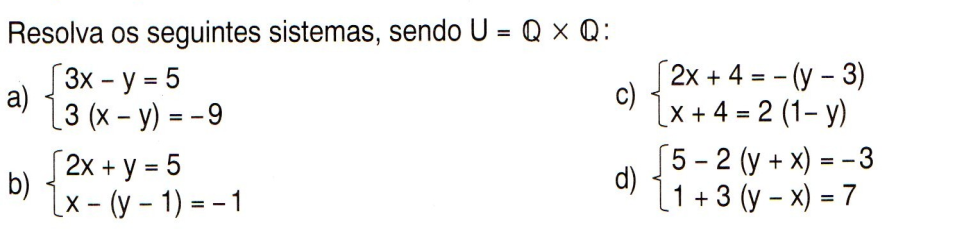 Resolva os seguintes sistemas, sendo U = ℚ × ℚ:
a) { 3x – y = 5
3 (x – y) = – 9
b) { 2x + y = 5
x – (y – 1) = – 1
c) { 2x + 4 = – (y – 3)
x + 4 = 2 (1– y)
d) { 5 – 2 (y + x) = – 3
1 + 3 (y – x) = 7